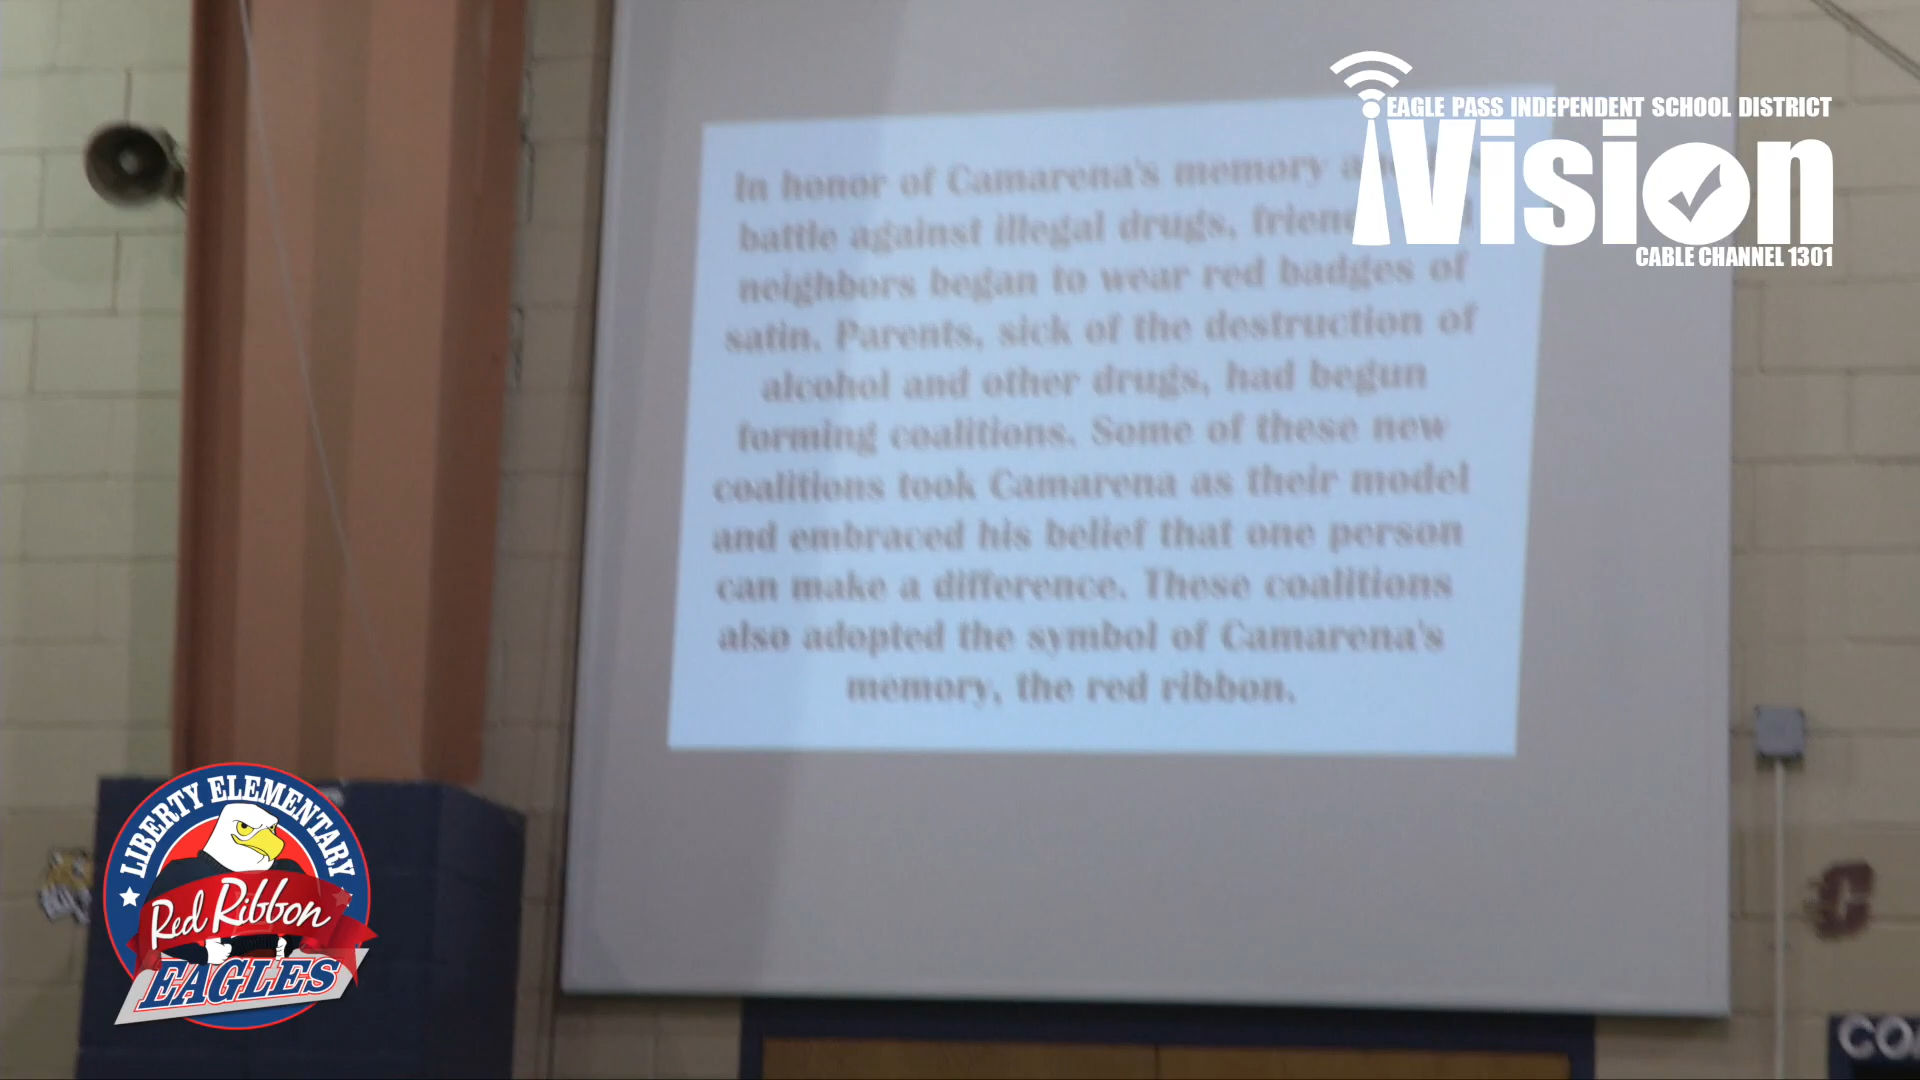 EAGLE PASS INDEPENDENT SCHOOL DISTRICT
iVision
CABLE CHANNEL 1301
In honor of Camarena's memory
battle against illegal drugs,
neighbors began to wear red badges of
satin. Parents, sick of the destruction of
alcohol and other drugs, had begun
forming coalitions. Some of these new
coalitions took Camarena as their model
and embraced his belief that one person
can make a difference. These coalitions
also adopted the symbol of Camarena's
memory, the red ribbon.
LIBERTY ELEMENTARY
Red Ribbon
EAGLES
C